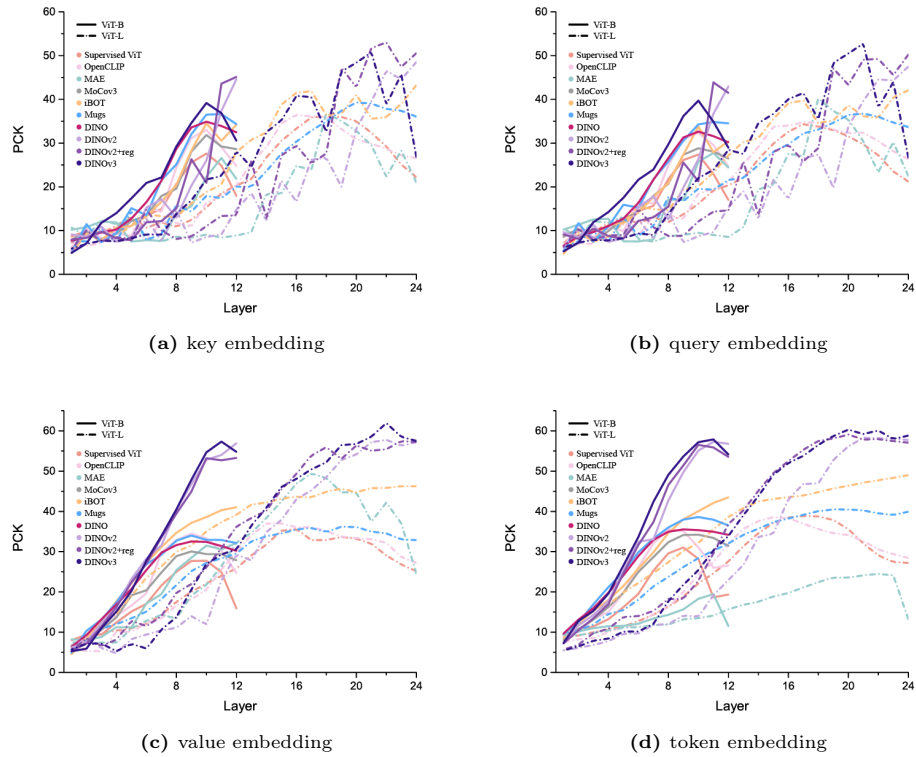 60
50
40
30
20
10
0
PCK
ViT-B
ViT-L
Supervised ViT
OpenCLIP
MAE
MoCov3
iBOT
Mugs
DINO
DINOv2
DINOv2+reg
DINOv3
4 8 12 16 20 24
Layer
(a) key embedding
60
50
40
30
20
10
0
PCK
ViT-B
ViT-L
Supervised ViT
OpenCLIP
MAE
MoCov3
iBOT
Mugs
DINO
DINOv2
DINOv2+reg
DINOv3
4 8 12 16 20 24
Layer
(b) query embedding
60
50
40
30
20
10
0
PCK
ViT-B
ViT-L
Supervised ViT
OpenCLIP
MAE
MoCov3
iBOT
Mugs
DINO
DINOv2
DINOv2+reg
DINOv3
4 8 12 16 20 24
Layer
(c) value embedding
60
50
40
30
20
10
0
PCK
ViT-B
ViT-L
Supervised ViT
OpenCLIP
MAE
MoCov3
iBOT
Mugs
DINO
DINOv2
DINOv2+reg
DINOv3
4 8 12 16 20 24
Layer
(d) token embedding